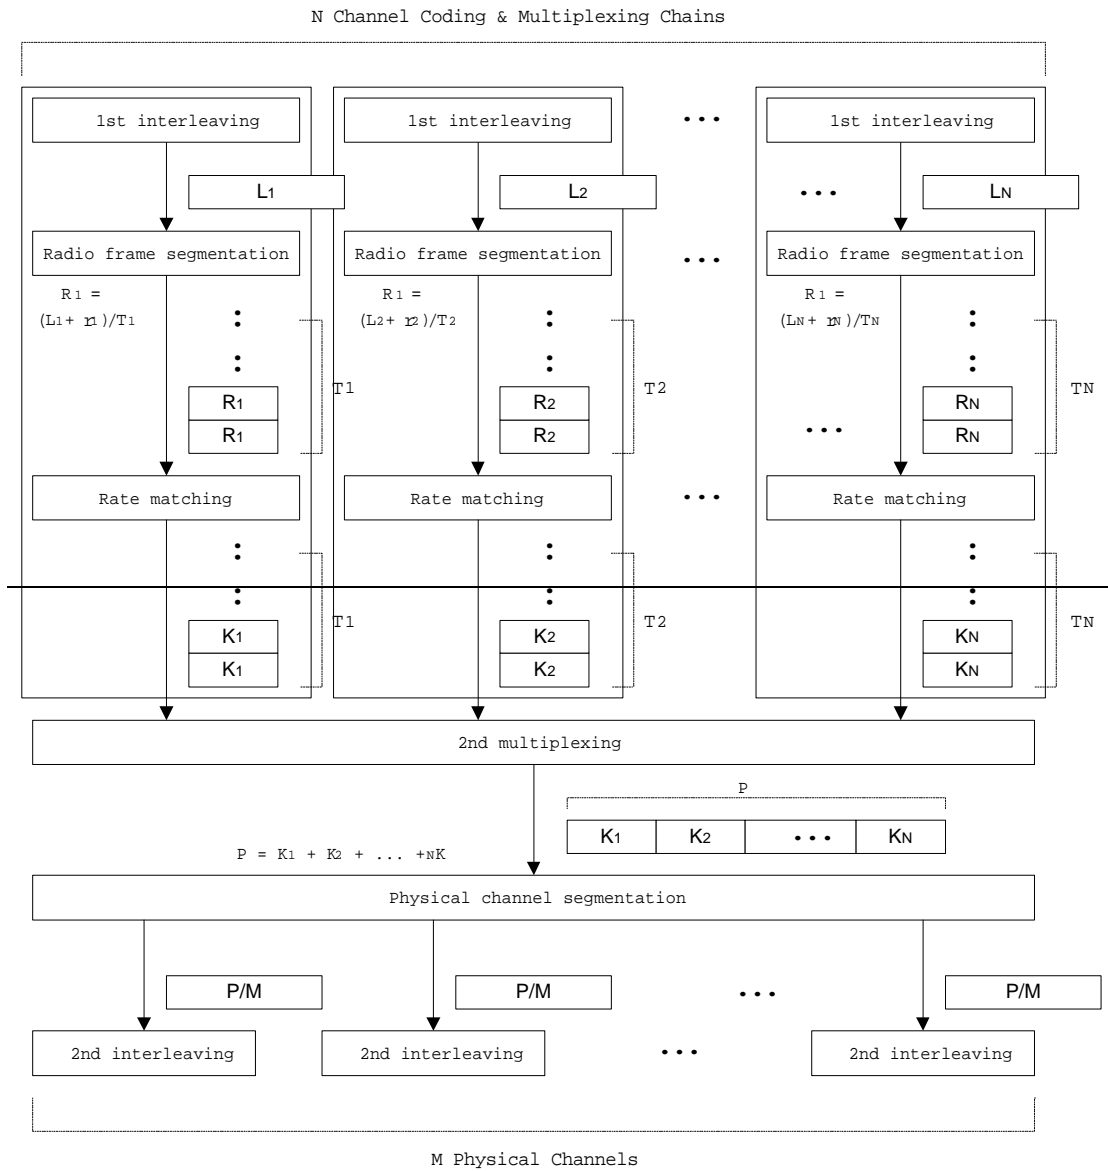 N Channel Coding & Multiplexing Chains
1st interleaving 1st interleaving ... 1st interleaving
L1 L2 ... LN
Radio frame segmentation Radio frame segmentation ... Radio frame segmentation
R1 = R1 = R1 =
(L1+ r1)/T1 (L2+ r2)/T2 (LN+ rN)/TN
T1 T2 TN
R1 R2 RN
R1 R2 ... RN
Rate matching Rate matching ... Rate matching
T1 T2 TN
K1 K2 KN
K1 K2 KN
2nd multiplexing
P
K1 K2 ... KN
P = K1 + K2 + ... +NK
Physical channel segmentation
P/M P/M ... P/M
2nd interleaving 2nd interleaving ... 2nd interleaving
M Physical Channels